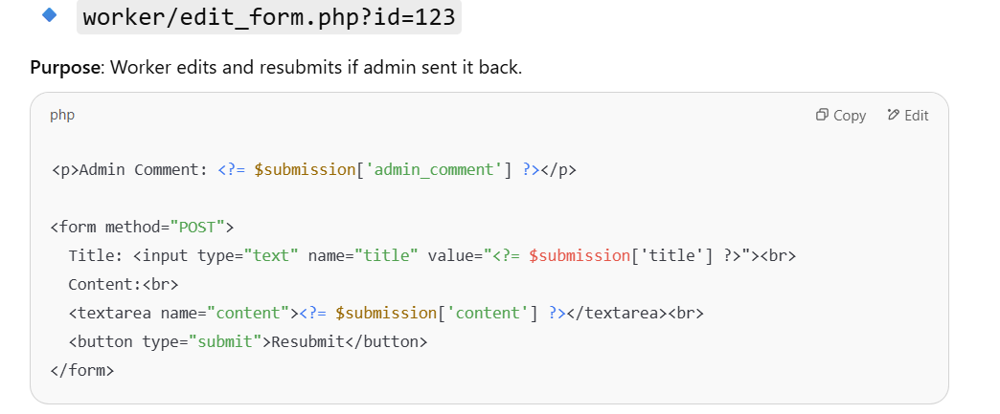 worker/edit_form.php?id=123
Purpose: Worker edits and resubmits if admin sent it back.
php Copy Edit
<p>Admin Comment: <?= $submission['admin_comment'] ?></p>
<form method="POST">
  Title: <input type="text" name="title" value="<?= $submission['title'] ?>"><br>
  Content:<br>
  <textarea name="content"><?= $submission['content'] ?></textarea><br>
  <button type="submit">Resubmit</button>
</form>